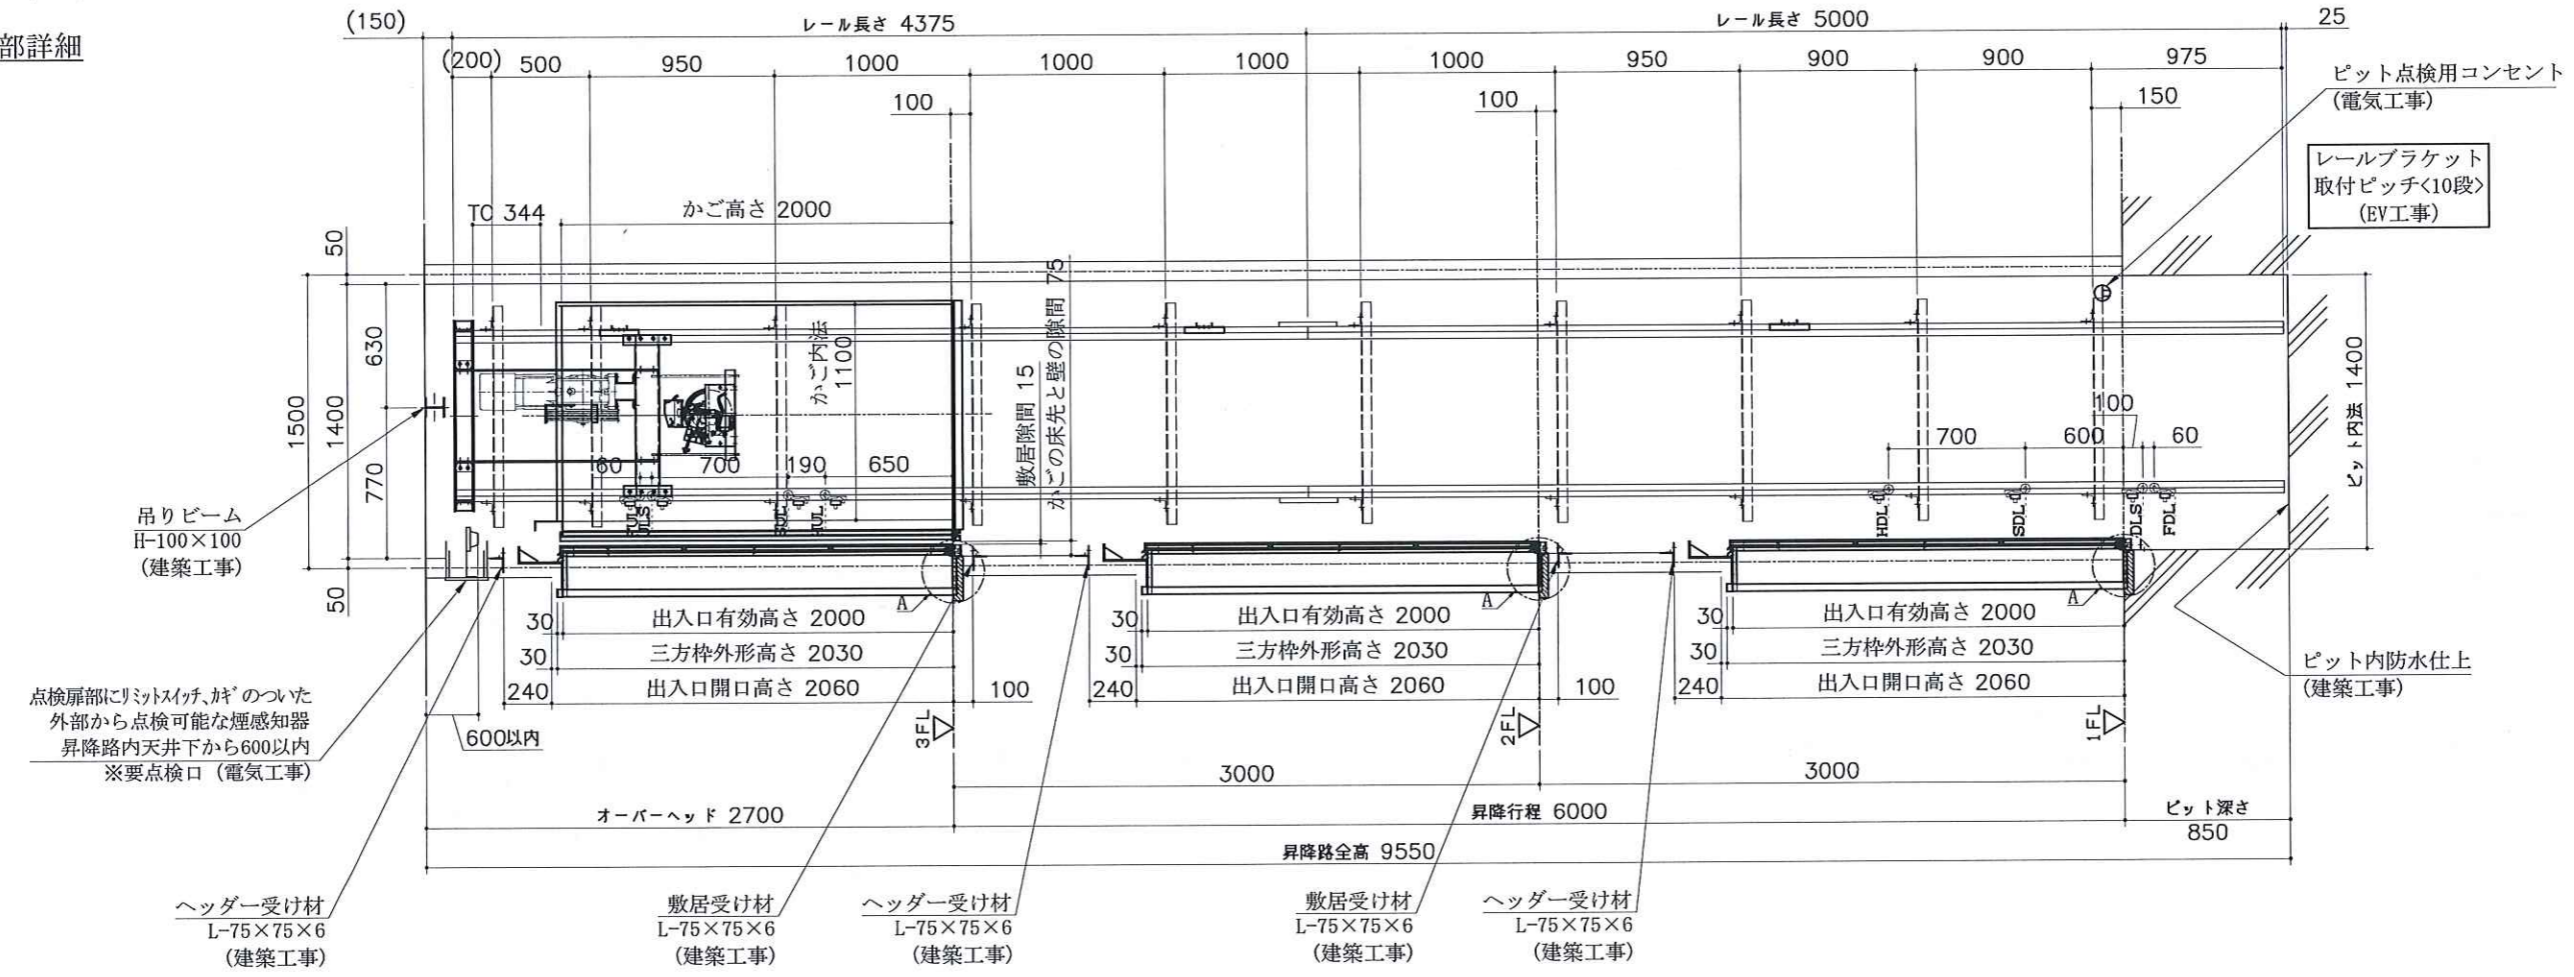 部詳細
(150)
レール長さ 4375
レール長さ 5000
25
(200)
500
950
1000
1000
1000
1000
950
900
900
975
100
100
150
ピット点検用コンセント
(電気工事)
レールブラケット
取付ピッチ<10段>
(EV工事)
TC 344
かご高さ 2000
50
630
1500
1400
770
50
かご内法
1100
敷居隙間 15
かごの床先と壁の隙間 75
60
700
190
650
SUL
HUL
100
700
600
60
HDL
SDL
DLS
FDL
ピット内法 1400
吊りビーム
H-100×100
(建築工事)
A
A
A
30
出入口有効高さ 2000
30
三方枠外形高さ 2030
240
出入口開口高さ 2060
100
30
出入口有効高さ 2000
30
三方枠外形高さ 2030
240
出入口開口高さ 2060
100
30
出入口有効高さ 2000
30
三方枠外形高さ 2030
240
出入口開口高さ 2060
ピット内防水仕上
(建築工事)
点検扉部にリミットスイッチ、カギのついた
外部から点検可能な煙感知器
昇降路内天井下から600以内
※要点検口 (電気工事)
600以内
3FL
2FL
1FL
3000
3000
オーバーヘッド 2700
昇降行程 6000
ピット深さ
850
昇降路全高 9550
ヘッダー受け材
L-75×75×6
(建築工事)
敷居受け材
L-75×75×6
(建築工事)
ヘッダー受け材
L-75×75×6
(建築工事)
敷居受け材
L-75×75×6
(建築工事)
ヘッダー受け材
L-75×75×6
(建築工事)